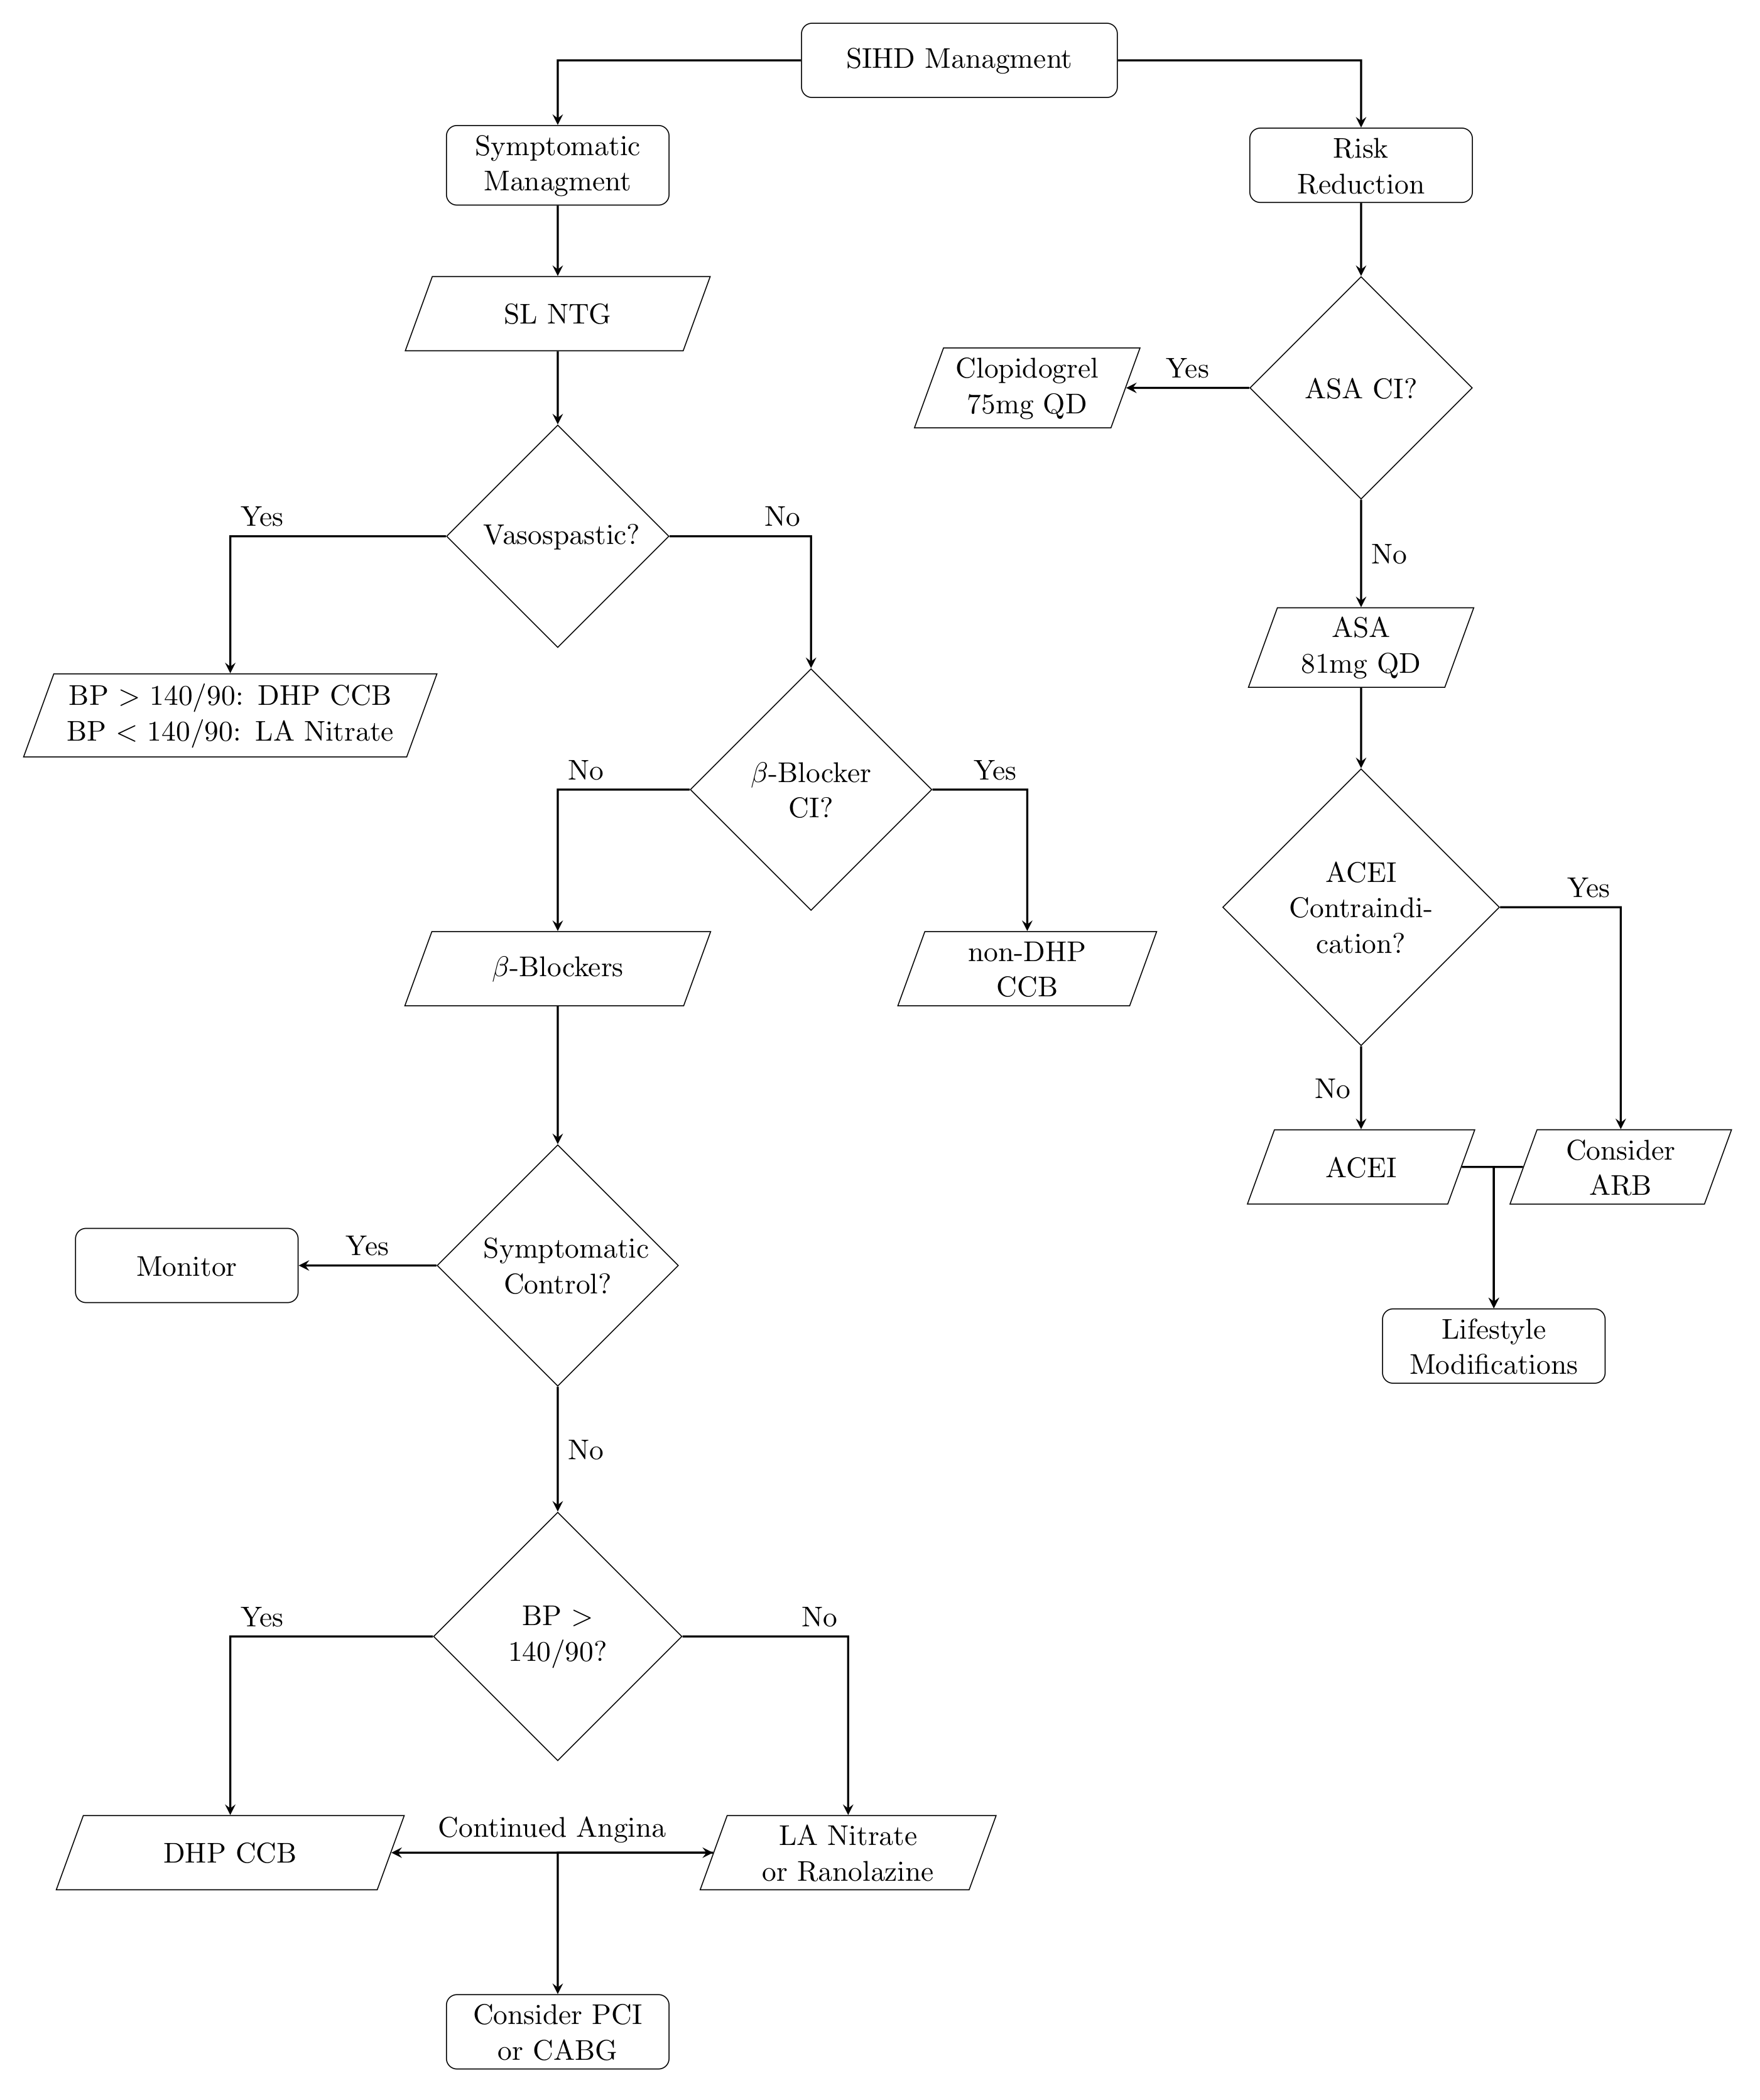 SIHD Managment
Symptomatic
Managment
Risk
Reduction
SL NTG
Clopidogrel
75mg QD
Yes
ASA CI?
Yes
Vasospastic?
No
No
ASA
81mg QD
BP > 140/90: DHP CCB
BP < 140/90: LA Nitrate
No
β-Blocker
CI?
Yes
ACEI
Contraindi-
cation?
Yes
β-Blockers
non-DHP
CCB
No
ACEI
Consider
ARB
Monitor
Yes
Symptomatic
Control?
Lifestyle
Modifications
No
Yes
BP >
140/90?
No
DHP CCB
Continued Angina
LA Nitrate
or Ranolazine
Consider PCI
or CABG